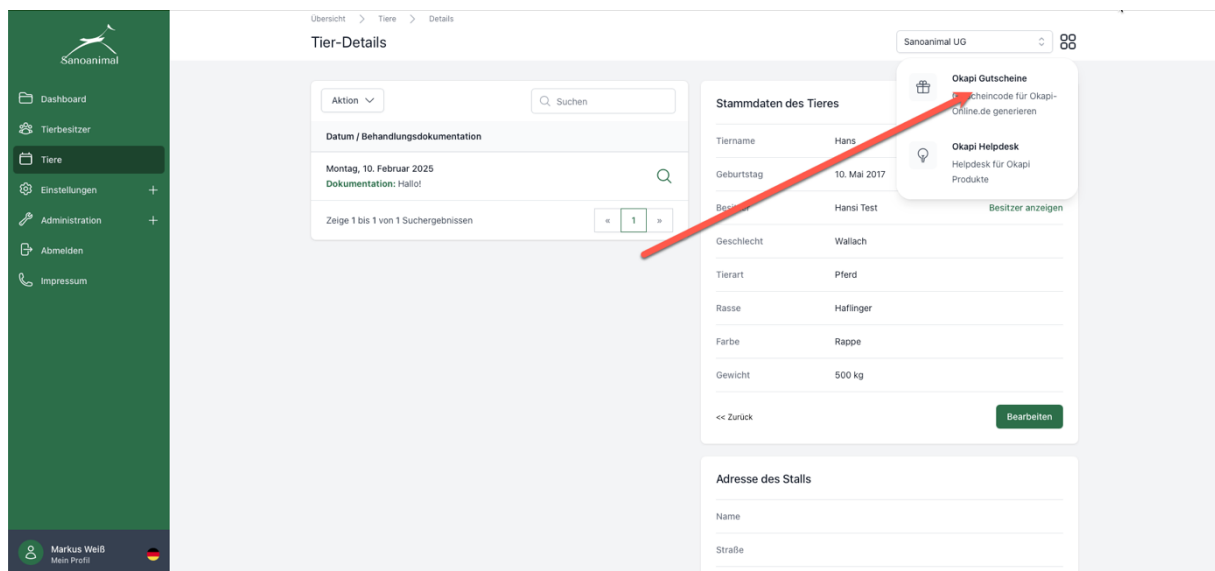 Übersicht > Tiere > Details
Tier-Details
Sanoanimal UG
Sanoanimal
Dashboard
Tierbesitzer
Tiere
Einstellungen +
Administration +
Abmelden
Impressum
Markus Weiß
Mein Profil
Aktion
Suchen
Datum / Behandlungsdokumentation
Montag, 10. Februar 2025
Dokumentation: Hallo!
Zeige 1 bis 1 von 1 Suchergebnissen
« 1 »
Okapi Gutscheine
für Okapi-
Online.de generieren
Okapi Helpdesk
Helpdesk für Okapi
Produkte
Stammdaten des Tieres
Tiername Hans
Geburtstag 10. Mai 2017
Hansi Test Besitzer anzeigen
Geschlecht Wallach
Tierart Pferd
Rasse Haflinger
Farbe Rappe
Gewicht 500 kg
<< Zurück
Bearbeiten
Adresse des Stalls
Name
Straße